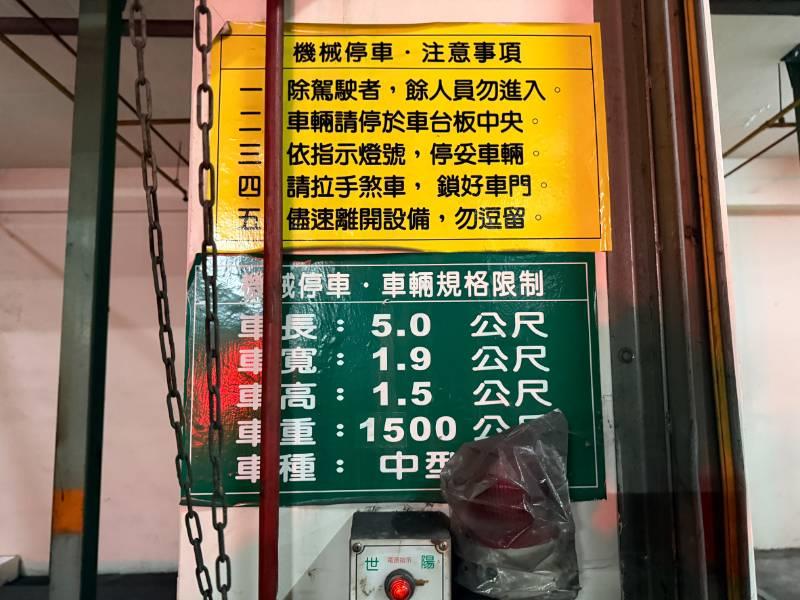 機械停車．注意事項
一 除駕駛者，餘人員勿進入。
二 車輛請停於車台板中央。
三 依指示燈號，停妥車輛。
四 請拉手煞車， 鎖好車門。
五 儘速離開設備，勿逗留。
機械停車．車輛規格限制
車長：5.0 公尺
車寬：1.9 公尺
車高：1.5 公尺
車重：1500 公
車種： 中型
世 電源指示 陽